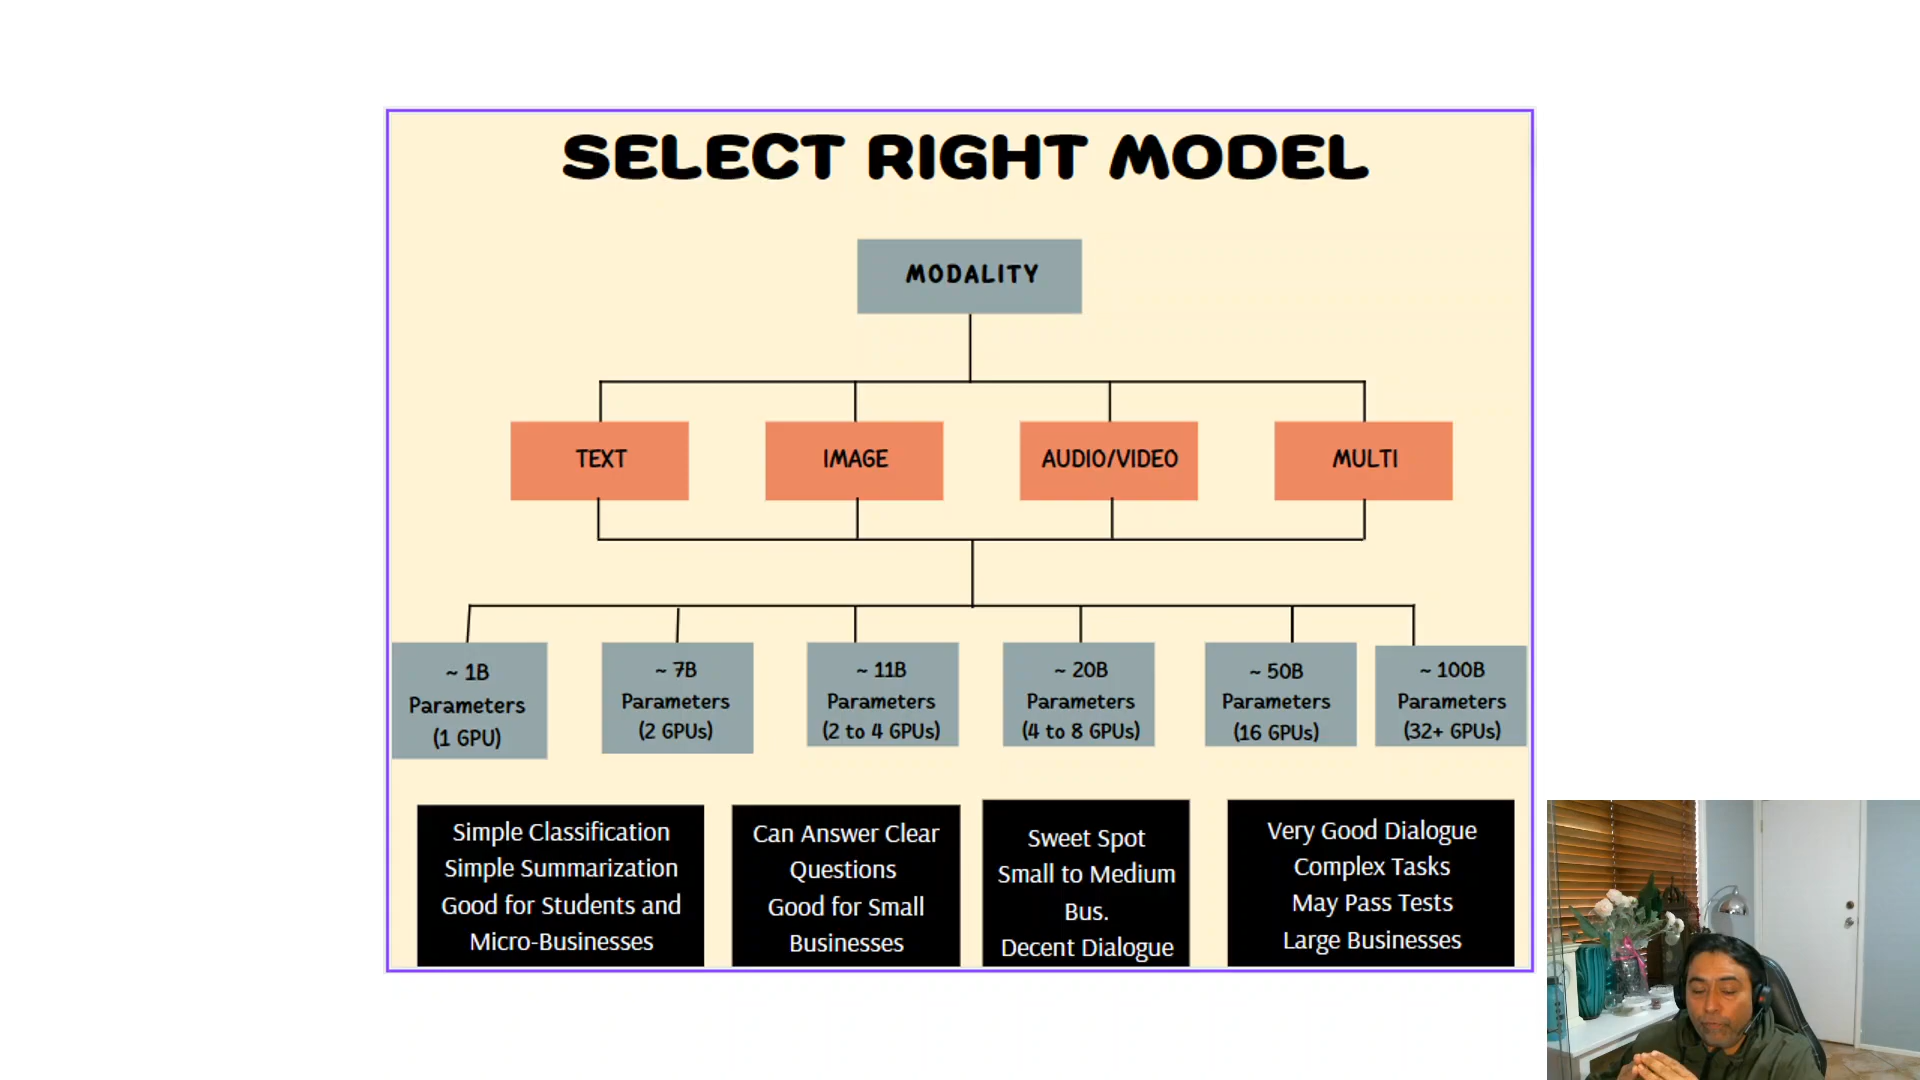 SELECT RIGHT MODEL
MODALITY
TEXT
IMAGE
AUDIO/VIDEO
MULTI
~ 1B
Parameters
(1 GPU)
~ 7B
Parameters
(2 GPUs)
~ 11B
Parameters
(2 to 4 GPUs)
~ 20B
Parameters
(4 to 8 GPUs)
~ 50B
Parameters
(16 GPUs)
~ 100B
Parameters
(32+ GPUs)
Simple Classification
Simple Summarization
Good for Students and
Micro-Businesses
Can Answer Clear
Questions
Good for Small
Businesses
Sweet Spot
Small to Medium
Bus.
Decent Dialogue
Very Good Dialogue
Complex Tasks
May Pass Tests
Large Businesses